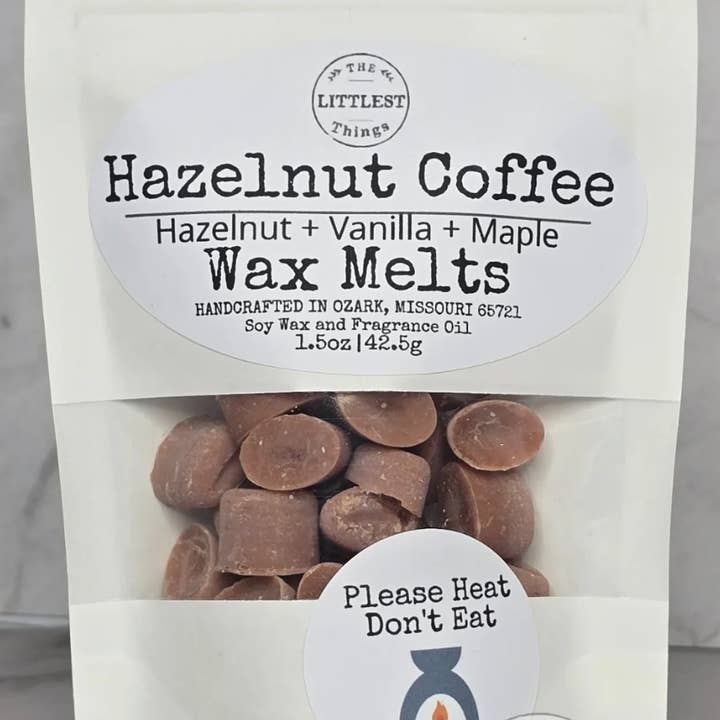 THE
LITTLEST
Things
Hazelnut Coffee
Hazelnut + Vanilla + Maple
Wax Melts
HANDCRAFTED IN OZARK, MISSOURI 65721
Soy Wax and Fragrance Oil
1.5oz|42.5g
Please Heat
Don't Eat